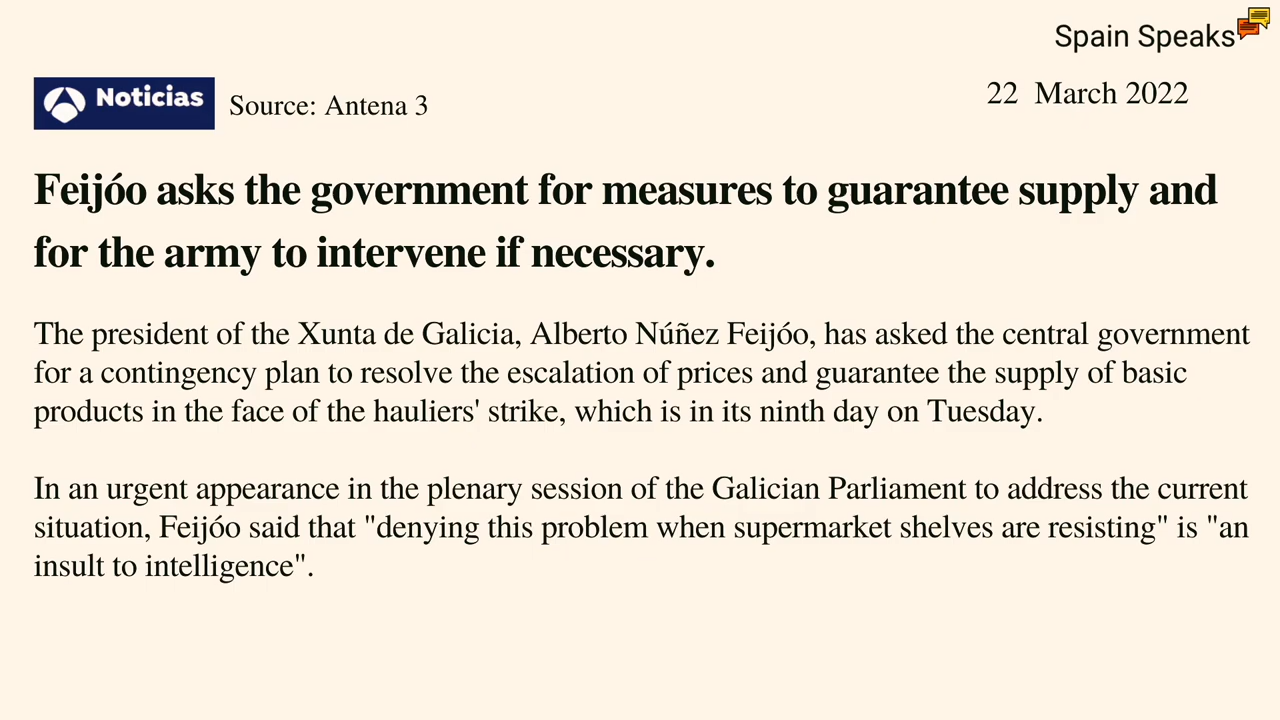 Spain Speaks
Noticias
Source: Antena 3
22 March 2022
Feijóo asks the government for measures to guarantee supply and
for the army to intervene if necessary.
The president of the Xunta de Galicia, Alberto Núñez Feijóo, has asked the central government
for a contingency plan to resolve the escalation of prices and guarantee the supply of basic
products in the face of the hauliers' strike, which is in its ninth day on Tuesday.
In an urgent appearance in the plenary session of the Galician Parliament to address the current
situation, Feijóo said that "denying this problem when supermarket shelves are resisting" is "an
insult to intelligence".